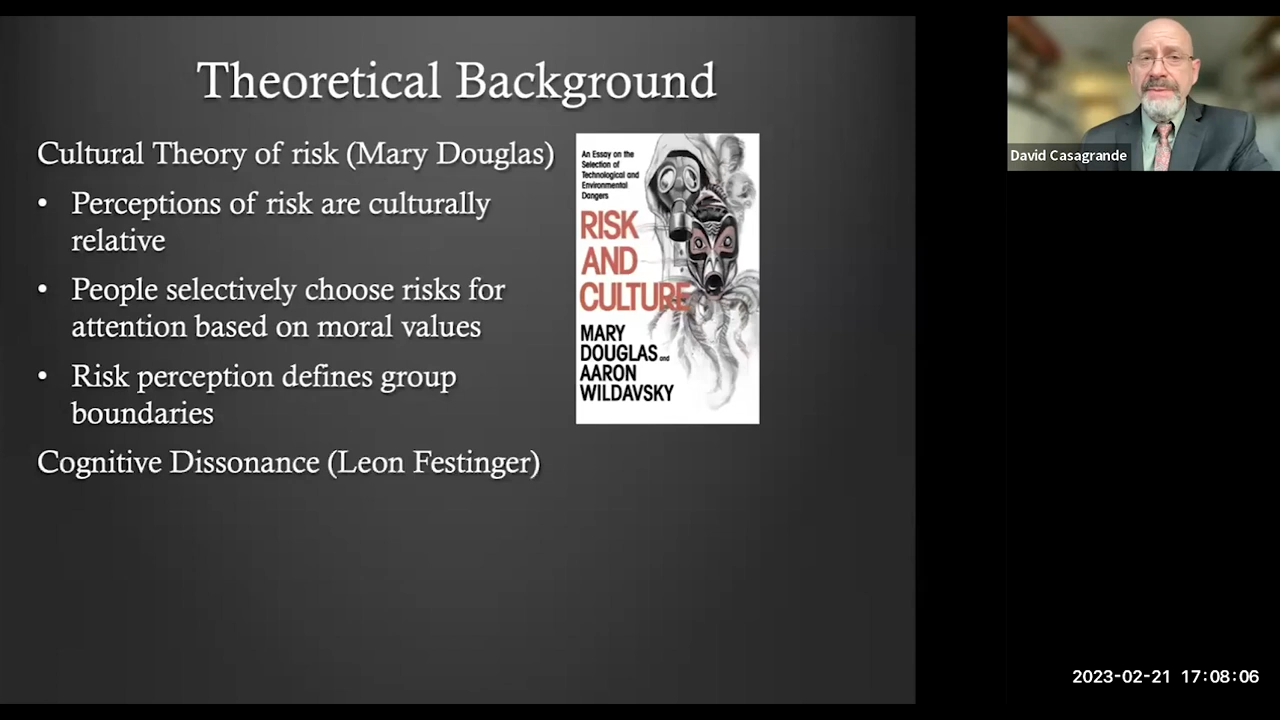 Theoretical Background
Cultural Theory of risk (Mary Douglas)
• Perceptions of risk are culturally
relative
• People selectively choose risks for
attention based on moral values
• Risk perception defines group
boundaries
Cognitive Dissonance (Leon Festinger)
An Essay on the
Selection of
Technological and
Environmental
Dangers
RISK
AND
CULTURE
MARY
DOUGLAS and
AARON
WILDAVSKY
David Casagrande
2023-02-21 17:08:06